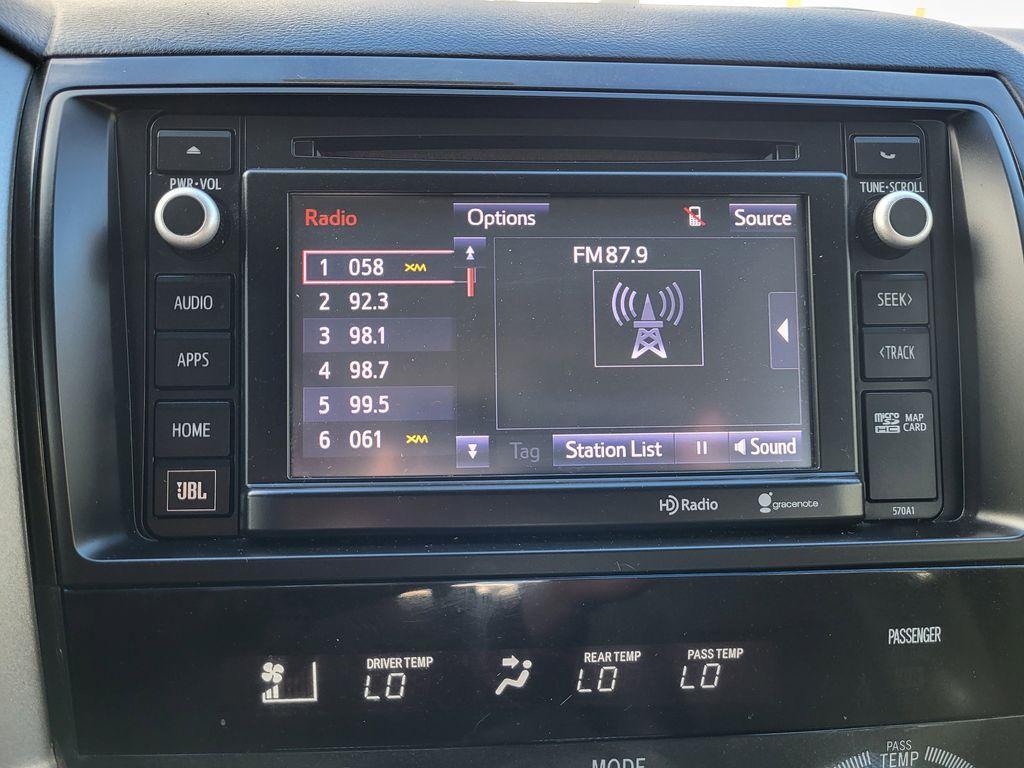 PWR·VOL
TUNE·SCROLL
AUDIO
APPS
HOME
JBL
Radio
Options
Source
1 058 XM
2 92.3
3 98.1
4 98.7
5 99.5
6 061 XM
FM 87.9
Tag
Station List
Sound
SEEK>
<TRACK
micro SD HC
MAP CARD
570A1
HD Radio
gracenote
DRIVER TEMP
LO
REAR TEMP
LO
PASS TEMP
LO
PASSENGER
MODE
PASS
TEMP